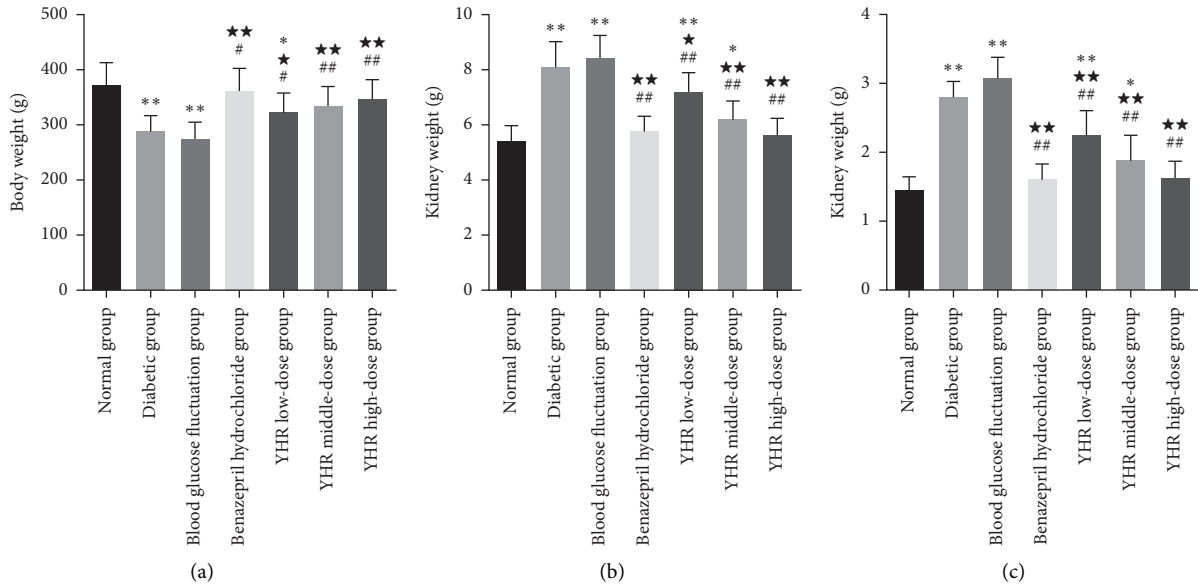 500
400
300
200
100
0
Body weight (g)
**
**
★★
#
*
★
#
★★
##
★★
##
Normal group
Diabetic group
Blood glucose fluctuation group
Benazepril hydrochloride group
YHR low-dose group
YHR middle-dose group
YHR high-dose group
(a)
10
8
6
4
2
0
Kidney weight (g)
**
**
★★
##
**
★
##
*
★★
##
★★
##
Normal group
Diabetic group
Blood glucose fluctuation group
Benazepril hydrochloride group
YHR low-dose group
YHR middle-dose group
YHR high-dose group
(b)
4
3
2
1
0
Kidney weight (g)
**
**
★★
##
**
★★
##
*
★★
##
★★
##
Normal group
Diabetic group
Blood glucose fluctuation group
Benazepril hydrochloride group
YHR low-dose group
YHR middle-dose group
YHR high-dose group
(c)